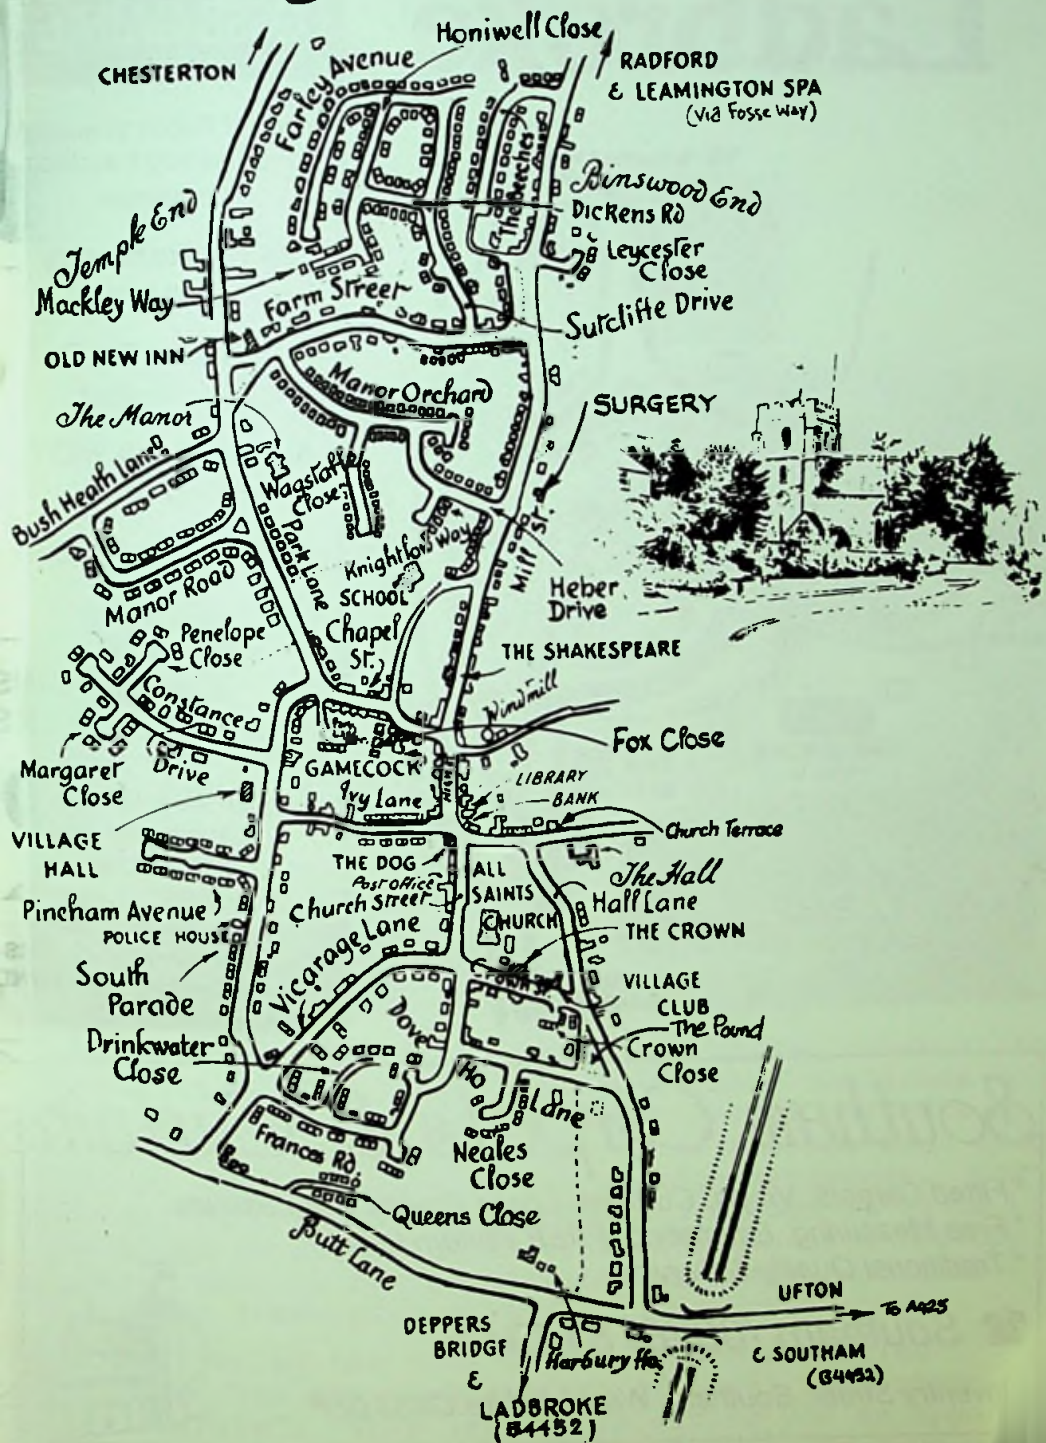 Honiwell Close
CHESTERTON
Farley Avenue
RADFORD
& LEAMINGTON SPA
(via Fosse Way)
The Beeches
Binswood End
Dickens Rd
Leycester
Close
Temple End
Mackley Way
Farm Street
Sutcliffe Drive
OLD NEW INN
Manor Orchard
The Manor
SURGERY
Bush Heath Lane
Wagstaffe
Close
Park Lane
Mill St.
Knightlow Way
SCHOOL
Manor Road
Heber
Drive
Penelope
Close
Chapel
St.
THE SHAKESPEARE
Constance
Drive
Windmill
Fox Close
Margaret
Close
GAMECOCK
Ivy Lane
LIBRARY
BANK
Church Terrace
VILLAGE
HALL
THE DOG
Post Office
ALL
SAINTS
CHURCH
The Hall
Hall Lane
Pincham Avenue
Church Street
POLICE HOUSE
THE CROWN
Vicarage Lane
South
Parade
VILLAGE
CLUB
The Pound
Crown
Close
Drinkwater
Close
Dove
Ho
Lane
Neales
Close
Frances Rd.
Queens Close
Butt Lane
UFTON
To A425
DEPPERS
BRIDGE
&
LADBROKE
(B4452)
Harbury Ho.
& SOUTHAM
(B4452)